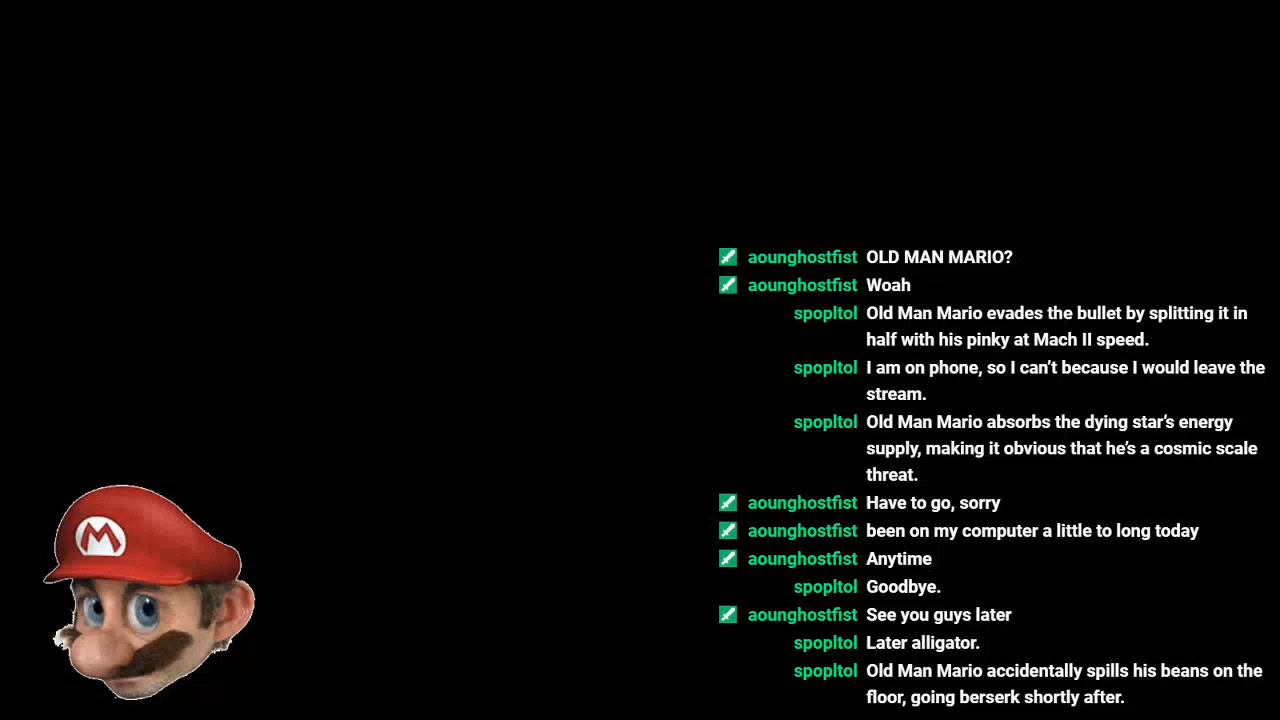 M
aounghostfist OLD MAN MARIO?
aounghostfist Woah
spopltol Old Man Mario evades the bullet by splitting it in
half with his pinky at Mach II speed.
spopltol I am on phone, so I can’t because I would leave the
stream.
spopltol Old Man Mario absorbs the dying star’s energy
supply, making it obvious that he’s a cosmic scale
threat.
aounghostfist Have to go, sorry
aounghostfist been on my computer a little to long today
aounghostfist Anytime
spopltol Goodbye.
aounghostfist See you guys later
spopltol Later alligator.
spopltol Old Man Mario accidentally spills his beans on the
floor, going berserk shortly after.